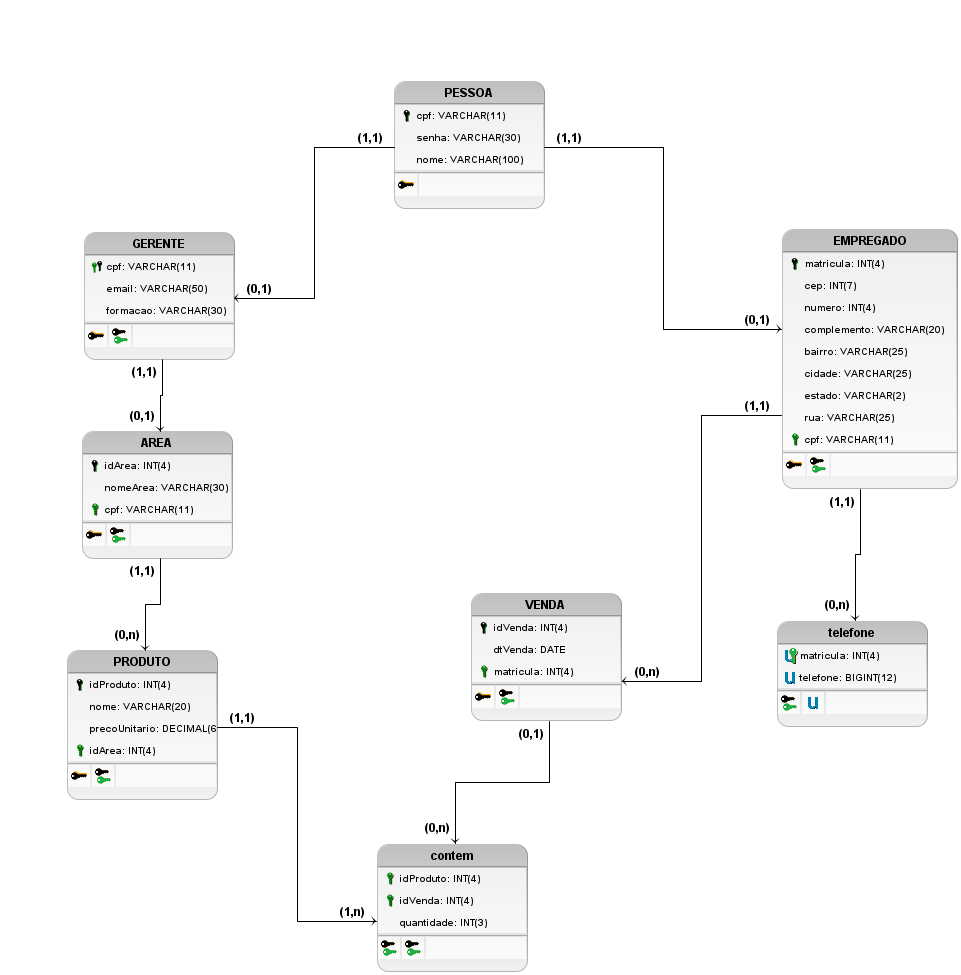 PESSOA
cpf: VARCHAR(11)
senha: VARCHAR(30)
nome: VARCHAR(100)
(1,1)
(1,1)
GERENTE
cpf: VARCHAR(11)
email: VARCHAR(50)
formacao: VARCHAR(30)
(0,1)
EMPREGADO
matricula: INT(4)
cep: INT(7)
numero: INT(4)
complemento: VARCHAR(20)
bairro: VARCHAR(25)
cidade: VARCHAR(25)
estado: VARCHAR(2)
rua: VARCHAR(25)
cpf: VARCHAR(11)
(0,1)
(1,1)
(1,1)
(0,1)
AREA
idArea: INT(4)
nomeArea: VARCHAR(30)
cpf: VARCHAR(11)
(1,1)
(1,1)
(0,n)
(0,n)
VENDA
idVenda: INT(4)
dtVenda: DATE
matricula: INT(4)
(0,n)
telefone
U matricula: INT(4)
U telefone: BIGINT(12)
U
PRODUTO
idProduto: INT(4)
nome: VARCHAR(20)
precoUnitario: DECIMAL(6
idArea: INT(4)
(1,1)
(0,1)
(0,n)
contem
idProduto: INT(4)
idVenda: INT(4)
quantidade: INT(3)
(1,n)